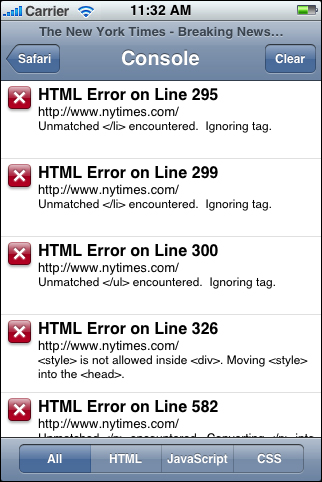 Carrier 11:32 AM
The New York Times - Breaking News…
Safari Console Clear
HTML Error on Line 295
http://www.nytimes.com/
Unmatched </li> encountered. Ignoring tag.
HTML Error on Line 299
http://www.nytimes.com/
Unmatched </li> encountered. Ignoring tag.
HTML Error on Line 300
http://www.nytimes.com/
Unmatched </ul> encountered. Ignoring tag.
HTML Error on Line 326
http://www.nytimes.com/
<style> is not allowed inside <div>. Moving <style>
into the <head>.
HTML Error on Line 582
http://www.nytimes.com/
Unmatched </p> encountered. Converting </p> into
All HTML JavaScript CSS